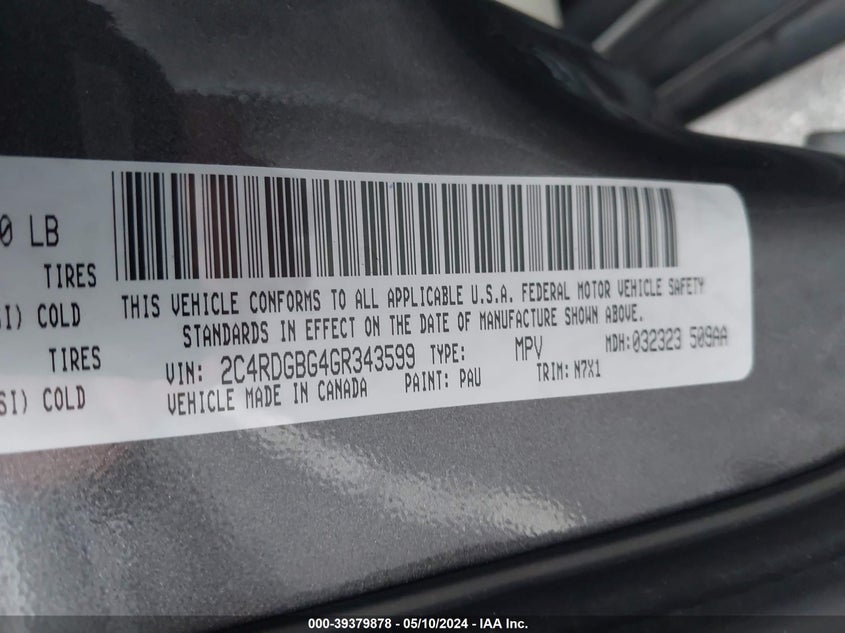 0 LB
TIRES
SI) COLD
TIRES
SI) COLD
THIS VEHICLE CONFORMS TO ALL APPLICABLE U.S.A. FEDERAL MOTOR VEHICLE SAFETY
STANDARDS IN EFFECT ON THE DATE OF MANUFACTURE SHOWN ABOVE.
VIN: 2C4RDGBG4GR343599 TYPE: MPV MDH:032323 509AA
VEHICLE MADE IN CANADA PAINT: PAU TRIM: N7X1
000-39379878 - 05/10/2024 - IAA Inc.